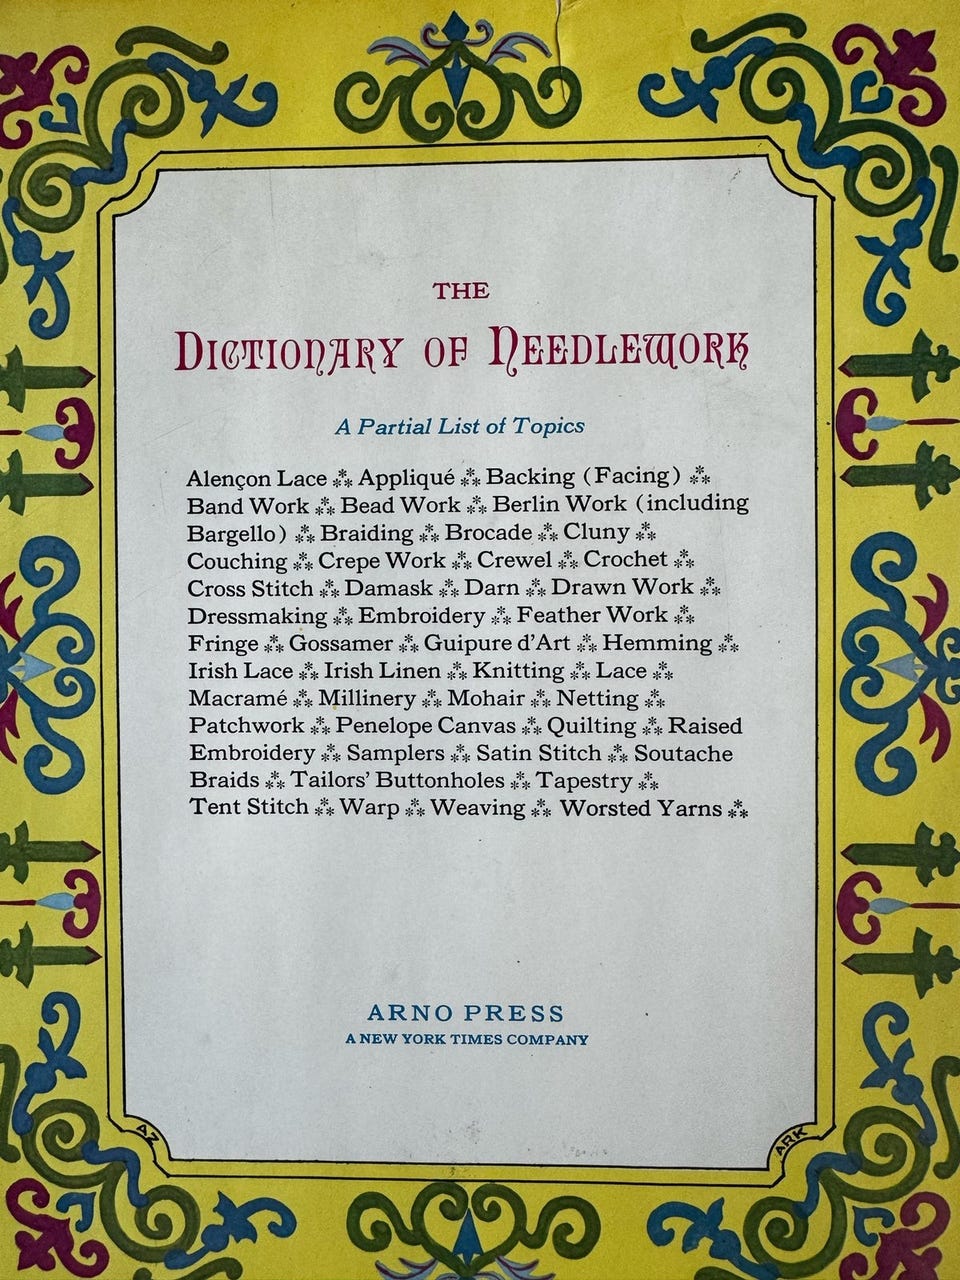 THE
DICTIONARY OF NEEDLEWORK
A Partial List of Topics
Alençon Lace ⁂ Appliqué ⁂ Backing (Facing) ⁂
Band Work ⁂ Bead Work ⁂ Berlin Work (including
Bargello) ⁂ Braiding ⁂ Brocade ⁂ Cluny ⁂
Couching ⁂ Crepe Work ⁂ Crewel ⁂ Crochet ⁂
Cross Stitch ⁂ Damask ⁂ Darn ⁂ Drawn Work ⁂
Dressmaking ⁂ Embroidery ⁂ Feather Work ⁂
Fringe ⁂ Gossamer ⁂ Guipure d'Art ⁂ Hemming ⁂
Irish Lace ⁂ Irish Linen ⁂ Knitting ⁂ Lace ⁂
Macramé ⁂ Millinery ⁂ Mohair ⁂ Netting ⁂
Patchwork ⁂ Penelope Canvas ⁂ Quilting ⁂ Raised
Embroidery ⁂ Samplers ⁂ Satin Stitch ⁂ Soutache
Braids ⁂ Tailors' Buttonholes ⁂ Tapestry ⁂
Tent Stitch ⁂ Warp ⁂ Weaving ⁂ Worsted Yarns ⁂
ARNO PRESS
A NEW YORK TIMES COMPANY
AZ
ARK